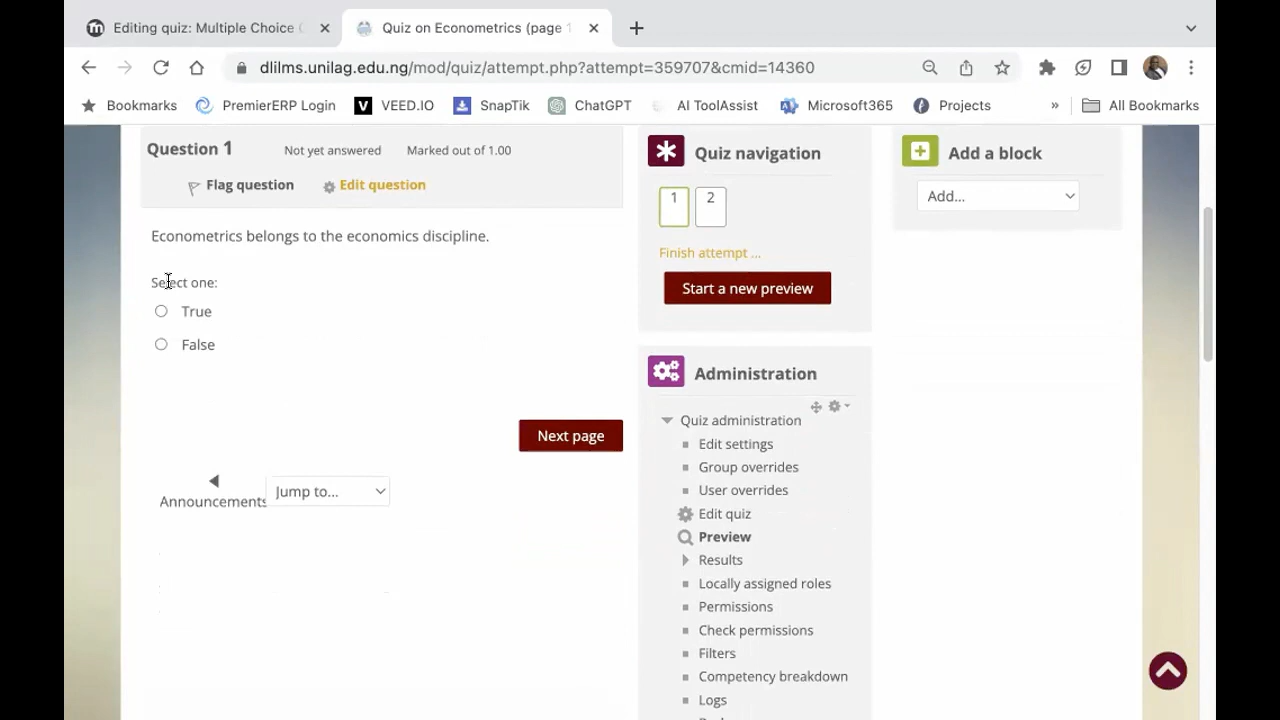 Editing quiz: Multiple Choice
Quiz on Econometrics (page 1
dlilms.unilag.edu.ng/mod/quiz/attempt.php?attempt=359707&cmid=14360
Bookmarks PremierERP Login VEED.IO SnapTik ChatGPT AI ToolAssist Microsoft365 Projects » All Bookmarks
Question 1 Not yet answered Marked out of 1.00
Flag question Edit question
Econometrics belongs to the economics discipline.
Select one:
True
False
Next page
Announcements
Jump to...
Quiz navigation
1 2
Finish attempt ...
Start a new preview
Administration
Quiz administration
Edit settings
Group overrides
User overrides
Edit quiz
Preview
Results
Locally assigned roles
Permissions
Check permissions
Filters
Competency breakdown
Logs
Add a block
Add...